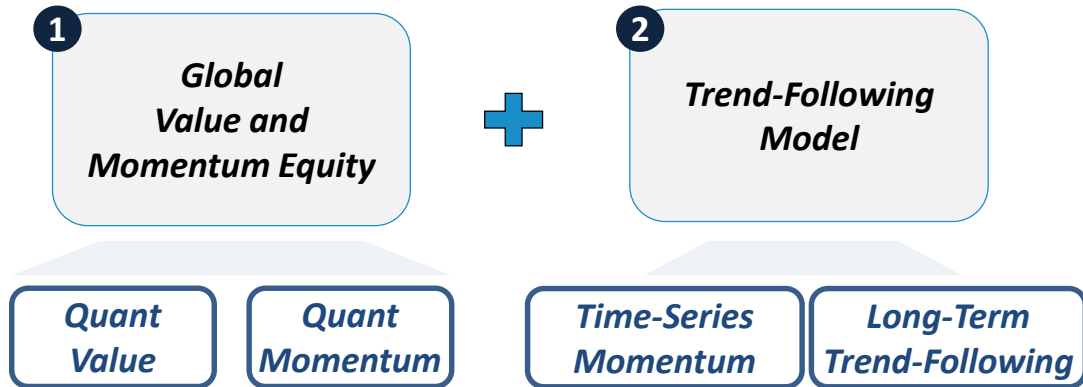 1
Global
Value and
Momentum Equity
2
Trend-Following
Model
Quant
Value
Quant
Momentum
Time-Series
Momentum
Long-Term
Trend-Following